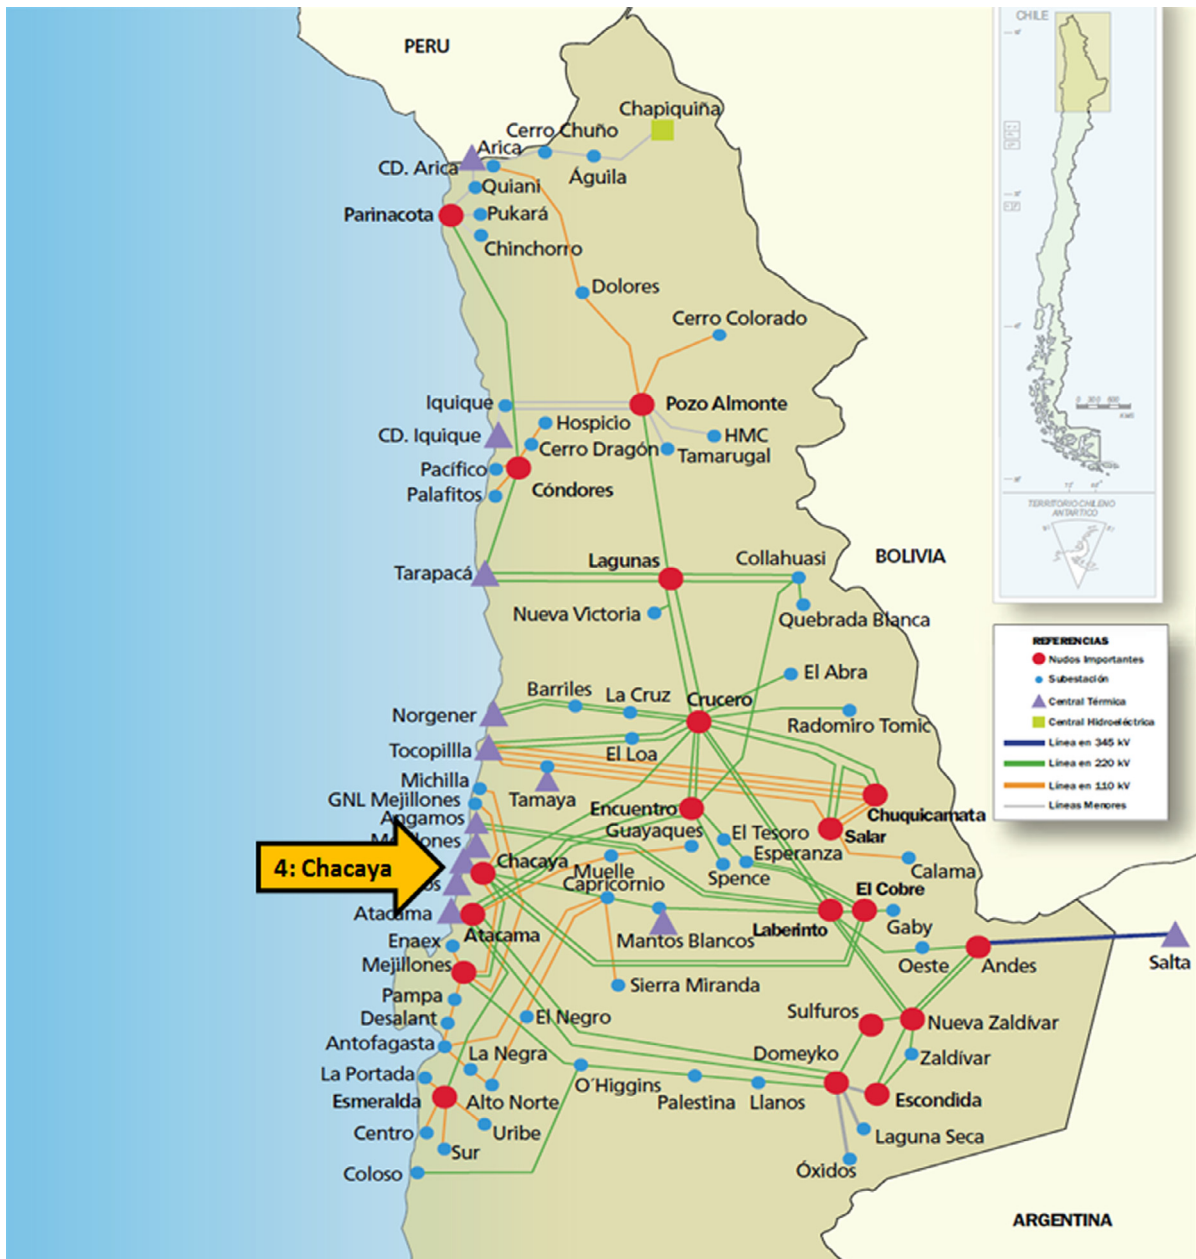 PERU
CHILE
Chapiquiña
Cerro Chuño
Arica
CD. Arica
Águila
Quiani
Parinacota
Pukará
Chinchorro
Dolores
Cerro Colorado
Iquique
Pozo Almonte
Hospicio
CD. Iquique
HMC
Cerro Dragón
Tamarugal
Pacífico
Cóndores
Palafitos
TERRITORIO CHILENO
ANTÁRTICO
BOLIVIA
Collahuasi
Lagunas
Tarapacá
Nueva Victoria
Quebrada Blanca
REFERENCIAS
Nudos Importantes
Subestación
Central Térmica
Central Hidroeléctrica
Línea en 345 kV
Línea en 220 kV
Línea en 110 kV
Líneas Menores
El Abra
Barriles
La Cruz
Crucero
Norgener
Radomiro Tomic
Tocopillla
El Loa
Michilla
GNL Mejillones
Tamaya
Encuentro
Chuquicamata
Angamos
Guayaques
El Tesoro
Salar
Esperanza
Chacaya
4: Chacaya
Muelle
Spence
Calama
Capricornio
El Cobre
Atacama
Gaby
Laberinto
Mantos Blancos
Atacama
Enaex
Mejillones
Oeste
Andes
Salta
Sierra Miranda
Pampa
Desalant
El Negro
Sulfuros
Nueva Zaldívar
Antofagasta
La Negra
Domeyko
Zaldívar
La Portada
O´Higgins
Palestina
Llanos
Esmeralda
Alto Norte
Escondida
Centro
Uribe
Laguna Seca
Sur
Coloso
Óxidos
ARGENTINA